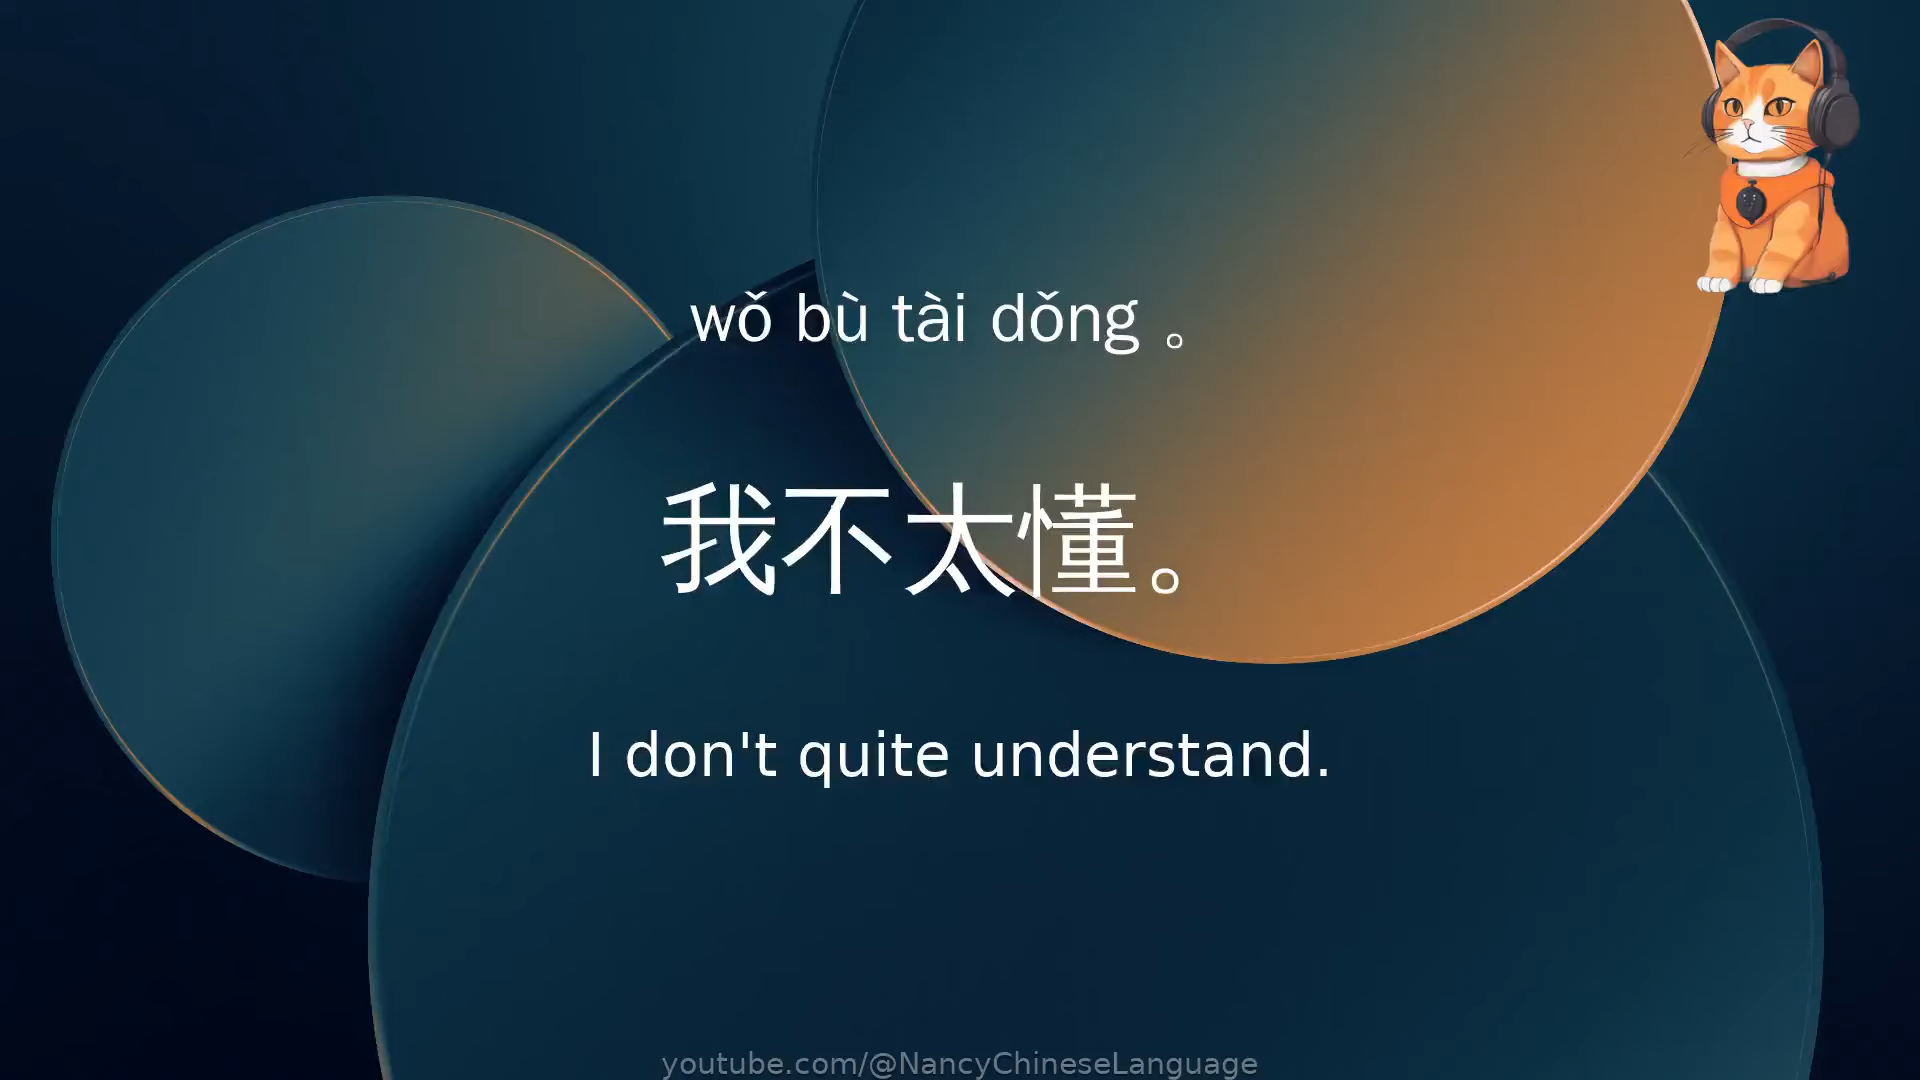 wǒ bù tài dǒng 。
我不太懂。
I don't quite understand.
youtube.com/@NancyChineseLanguage